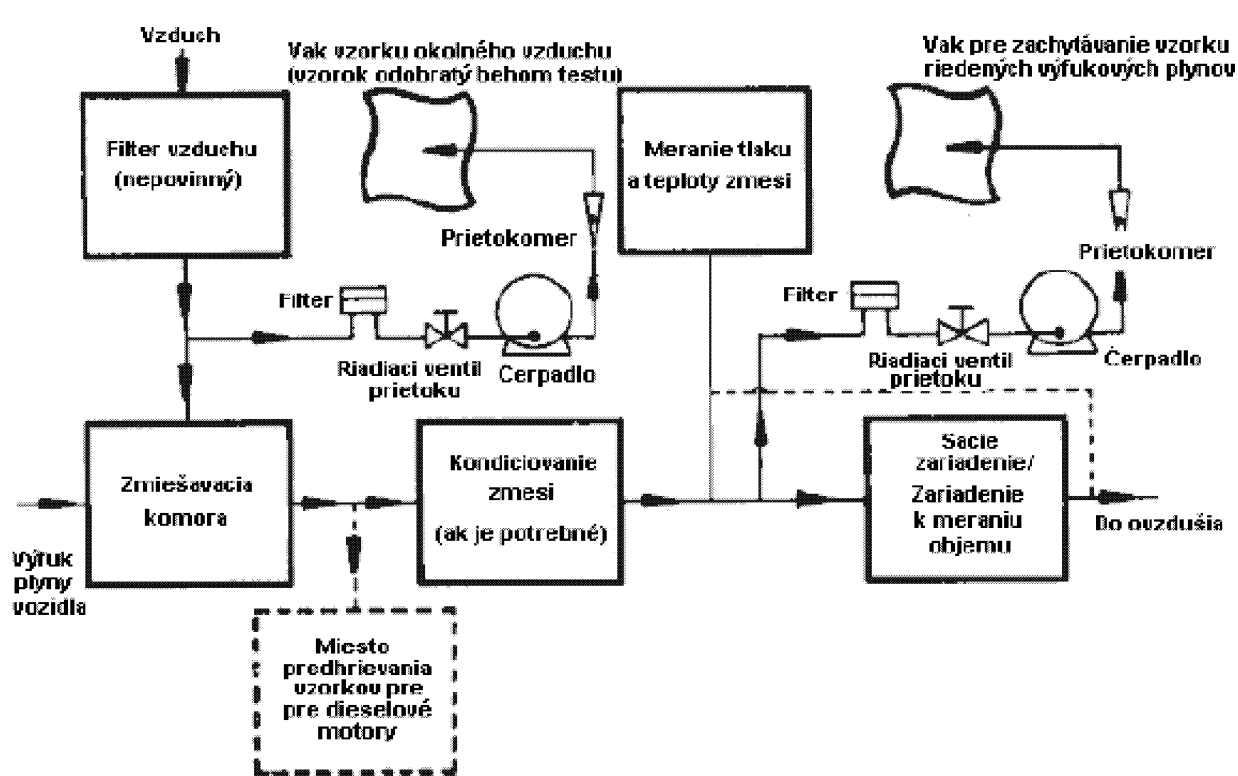 Vzduch
Vak vzorku okolného vzduchu
(vzorok odobratý behom testu)
Vak pre zachytávanie vzorku
riedených výfukových plynov
Filter vzduchu
(nepovinný)
Meranie tlaku
a teploty zmesi
Prietokomer
Prietokomer
Filter
Filter
Riadiaci ventil
prietoku
Čerpadlo
Riadiaci ventil
prietoku
Čerpadlo
Zmiešavacia
komora
Kondiciovanie
zmesi
(ak je potrebné)
Sacie
zariadenie/
Zariadenie
k meraniu
objemu
Do ovzdušia
Výfuk
plyny
vozidla
Miesto
predhrievania
vzorkov pre
pre dieselové
motory